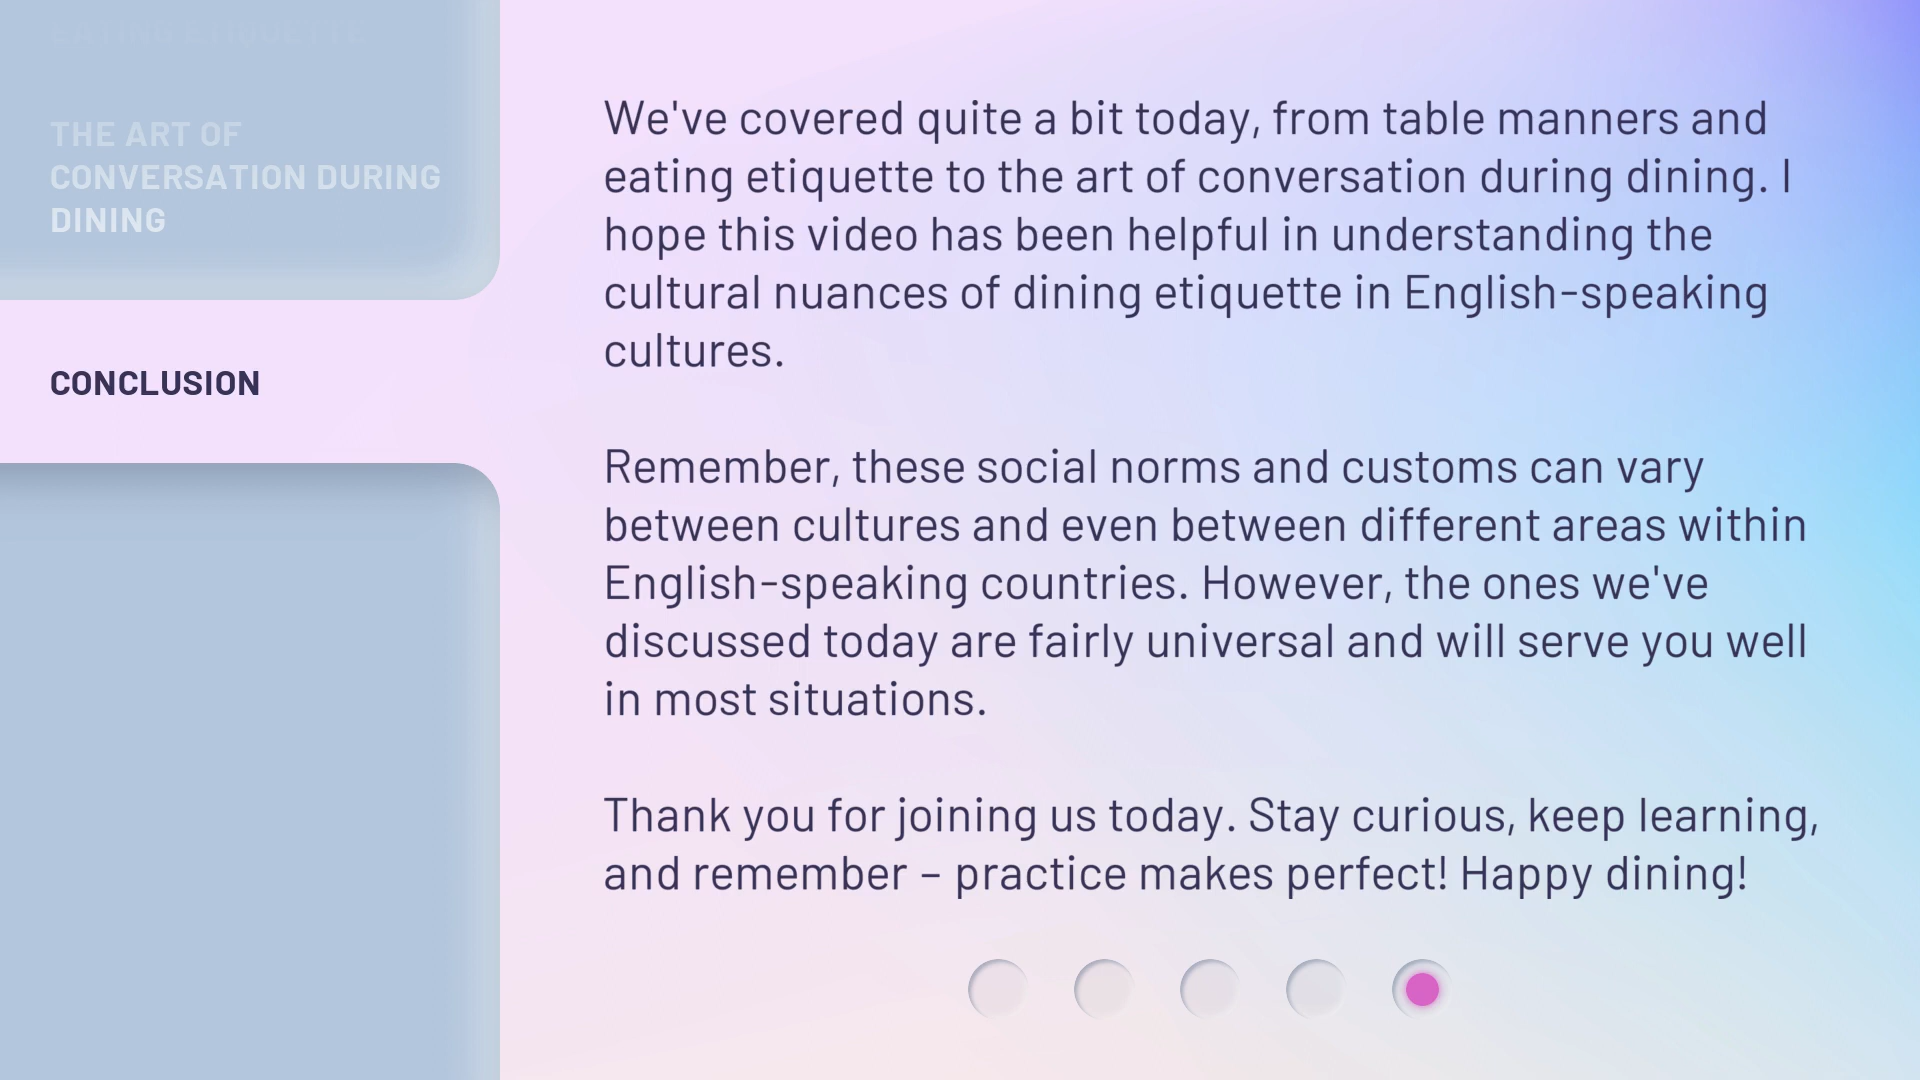 EATING ETIQUETTE
THE ART OF
CONVERSATION DURING
DINING
CONCLUSION
We've covered quite a bit today, from table manners and
eating etiquette to the art of conversation during dining. I
hope this video has been helpful in understanding the
cultural nuances of dining etiquette in English-speaking
cultures.
Remember, these social norms and customs can vary
between cultures and even between different areas within
English-speaking countries. However, the ones we've
discussed today are fairly universal and will serve you well
in most situations.
Thank you for joining us today. Stay curious, keep learning,
and remember – practice makes perfect! Happy dining!